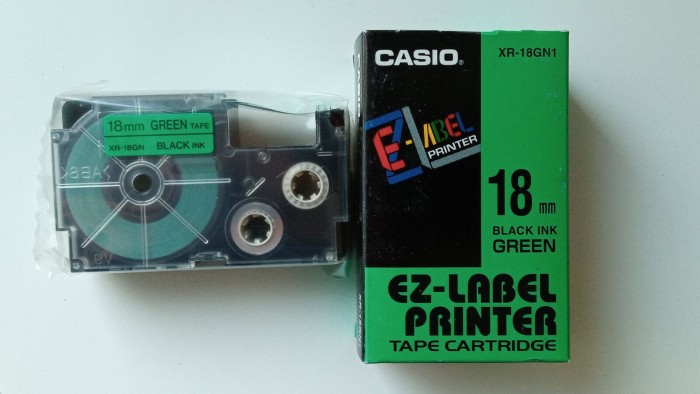 18mm GREEN TAPE
XR-18GN BLACK INK
>ABS<
CASIO®
XR-18GN1
EZ-LABEL
PRINTER
18 mm
BLACK INK
GREEN
EZ-LABEL
PRINTER
TAPE CARTRIDGE